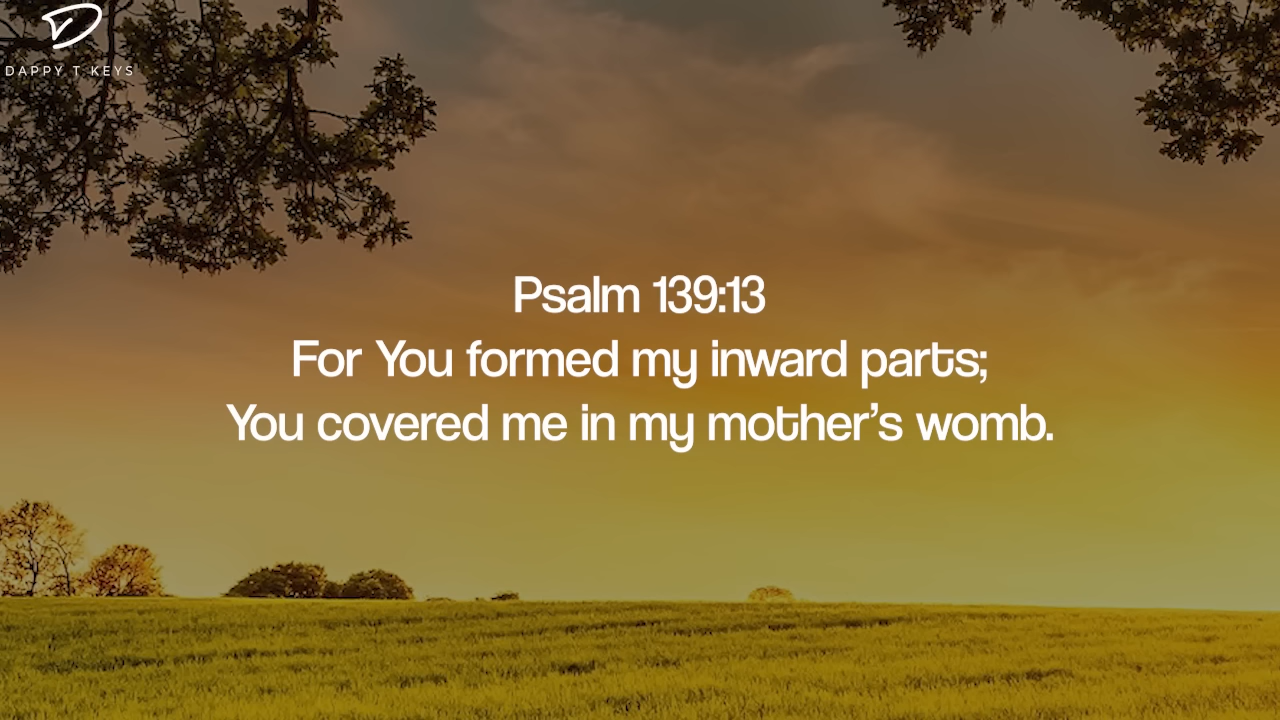 DAPPY T KEYS
Psalm 139:13
For You formed my inward parts;
You covered me in my mother’s womb.